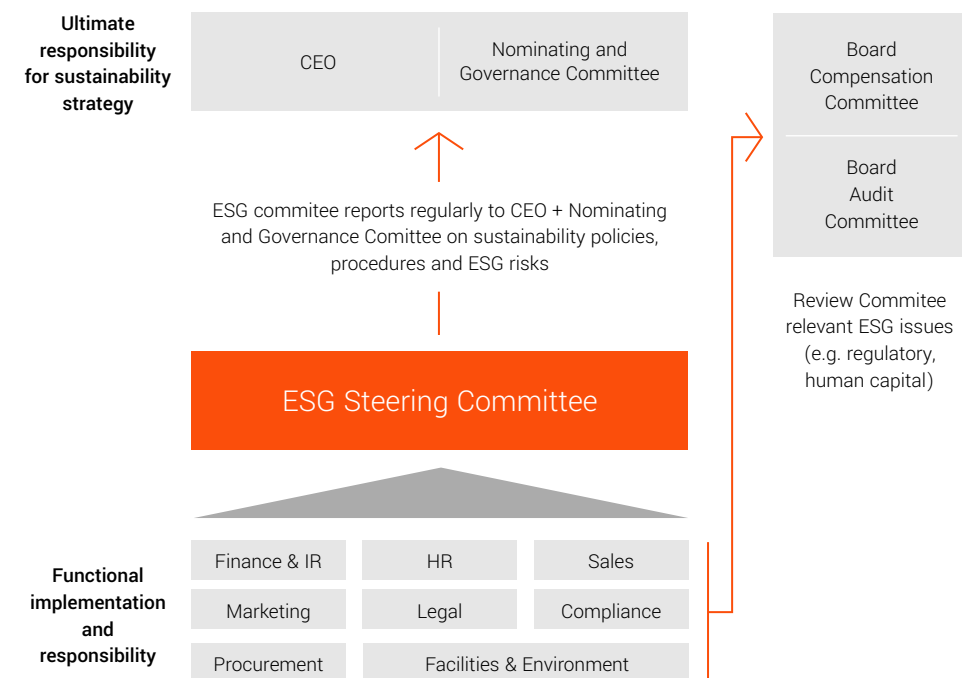 Ultimate
responsibility
for sustainability
strategy
CEO
Nominating and
Governance Committee
Board
Compensation
Committee
Board
Audit
Committee
ESG commitee reports regularly to CEO + Nominating
and Governance Comittee on sustainability policies,
procedures and ESG risks
Review Commitee
relevant ESG issues
(e.g. regulatory,
human capital)
ESG Steering Committee
Functional
implementation
and
responsibility
Finance & IR
HR
Sales
Marketing
Legal
Compliance
Procurement
Facilities & Environment